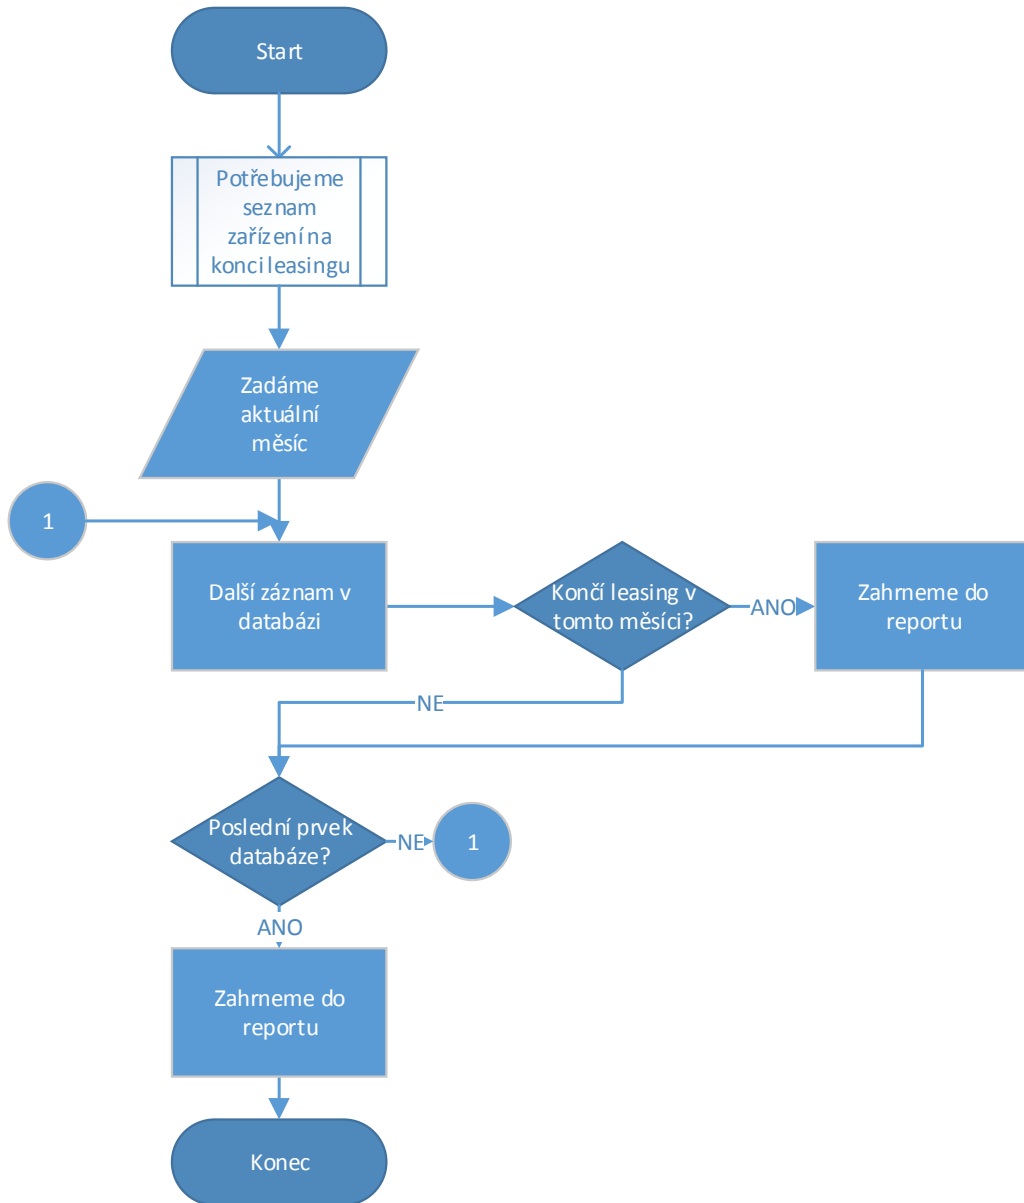 Start
Potřebujeme
seznam
zařízení na
konci leasingu
Zadáme
aktuální
měsíc
1
Další záznam v
databázi
Končí leasing v
tomto měsíci?
ANO
Zahrneme do
reportu
NE
Poslední prvek
databáze?
NE
1
ANO
Zahrneme do
reportu
Konec